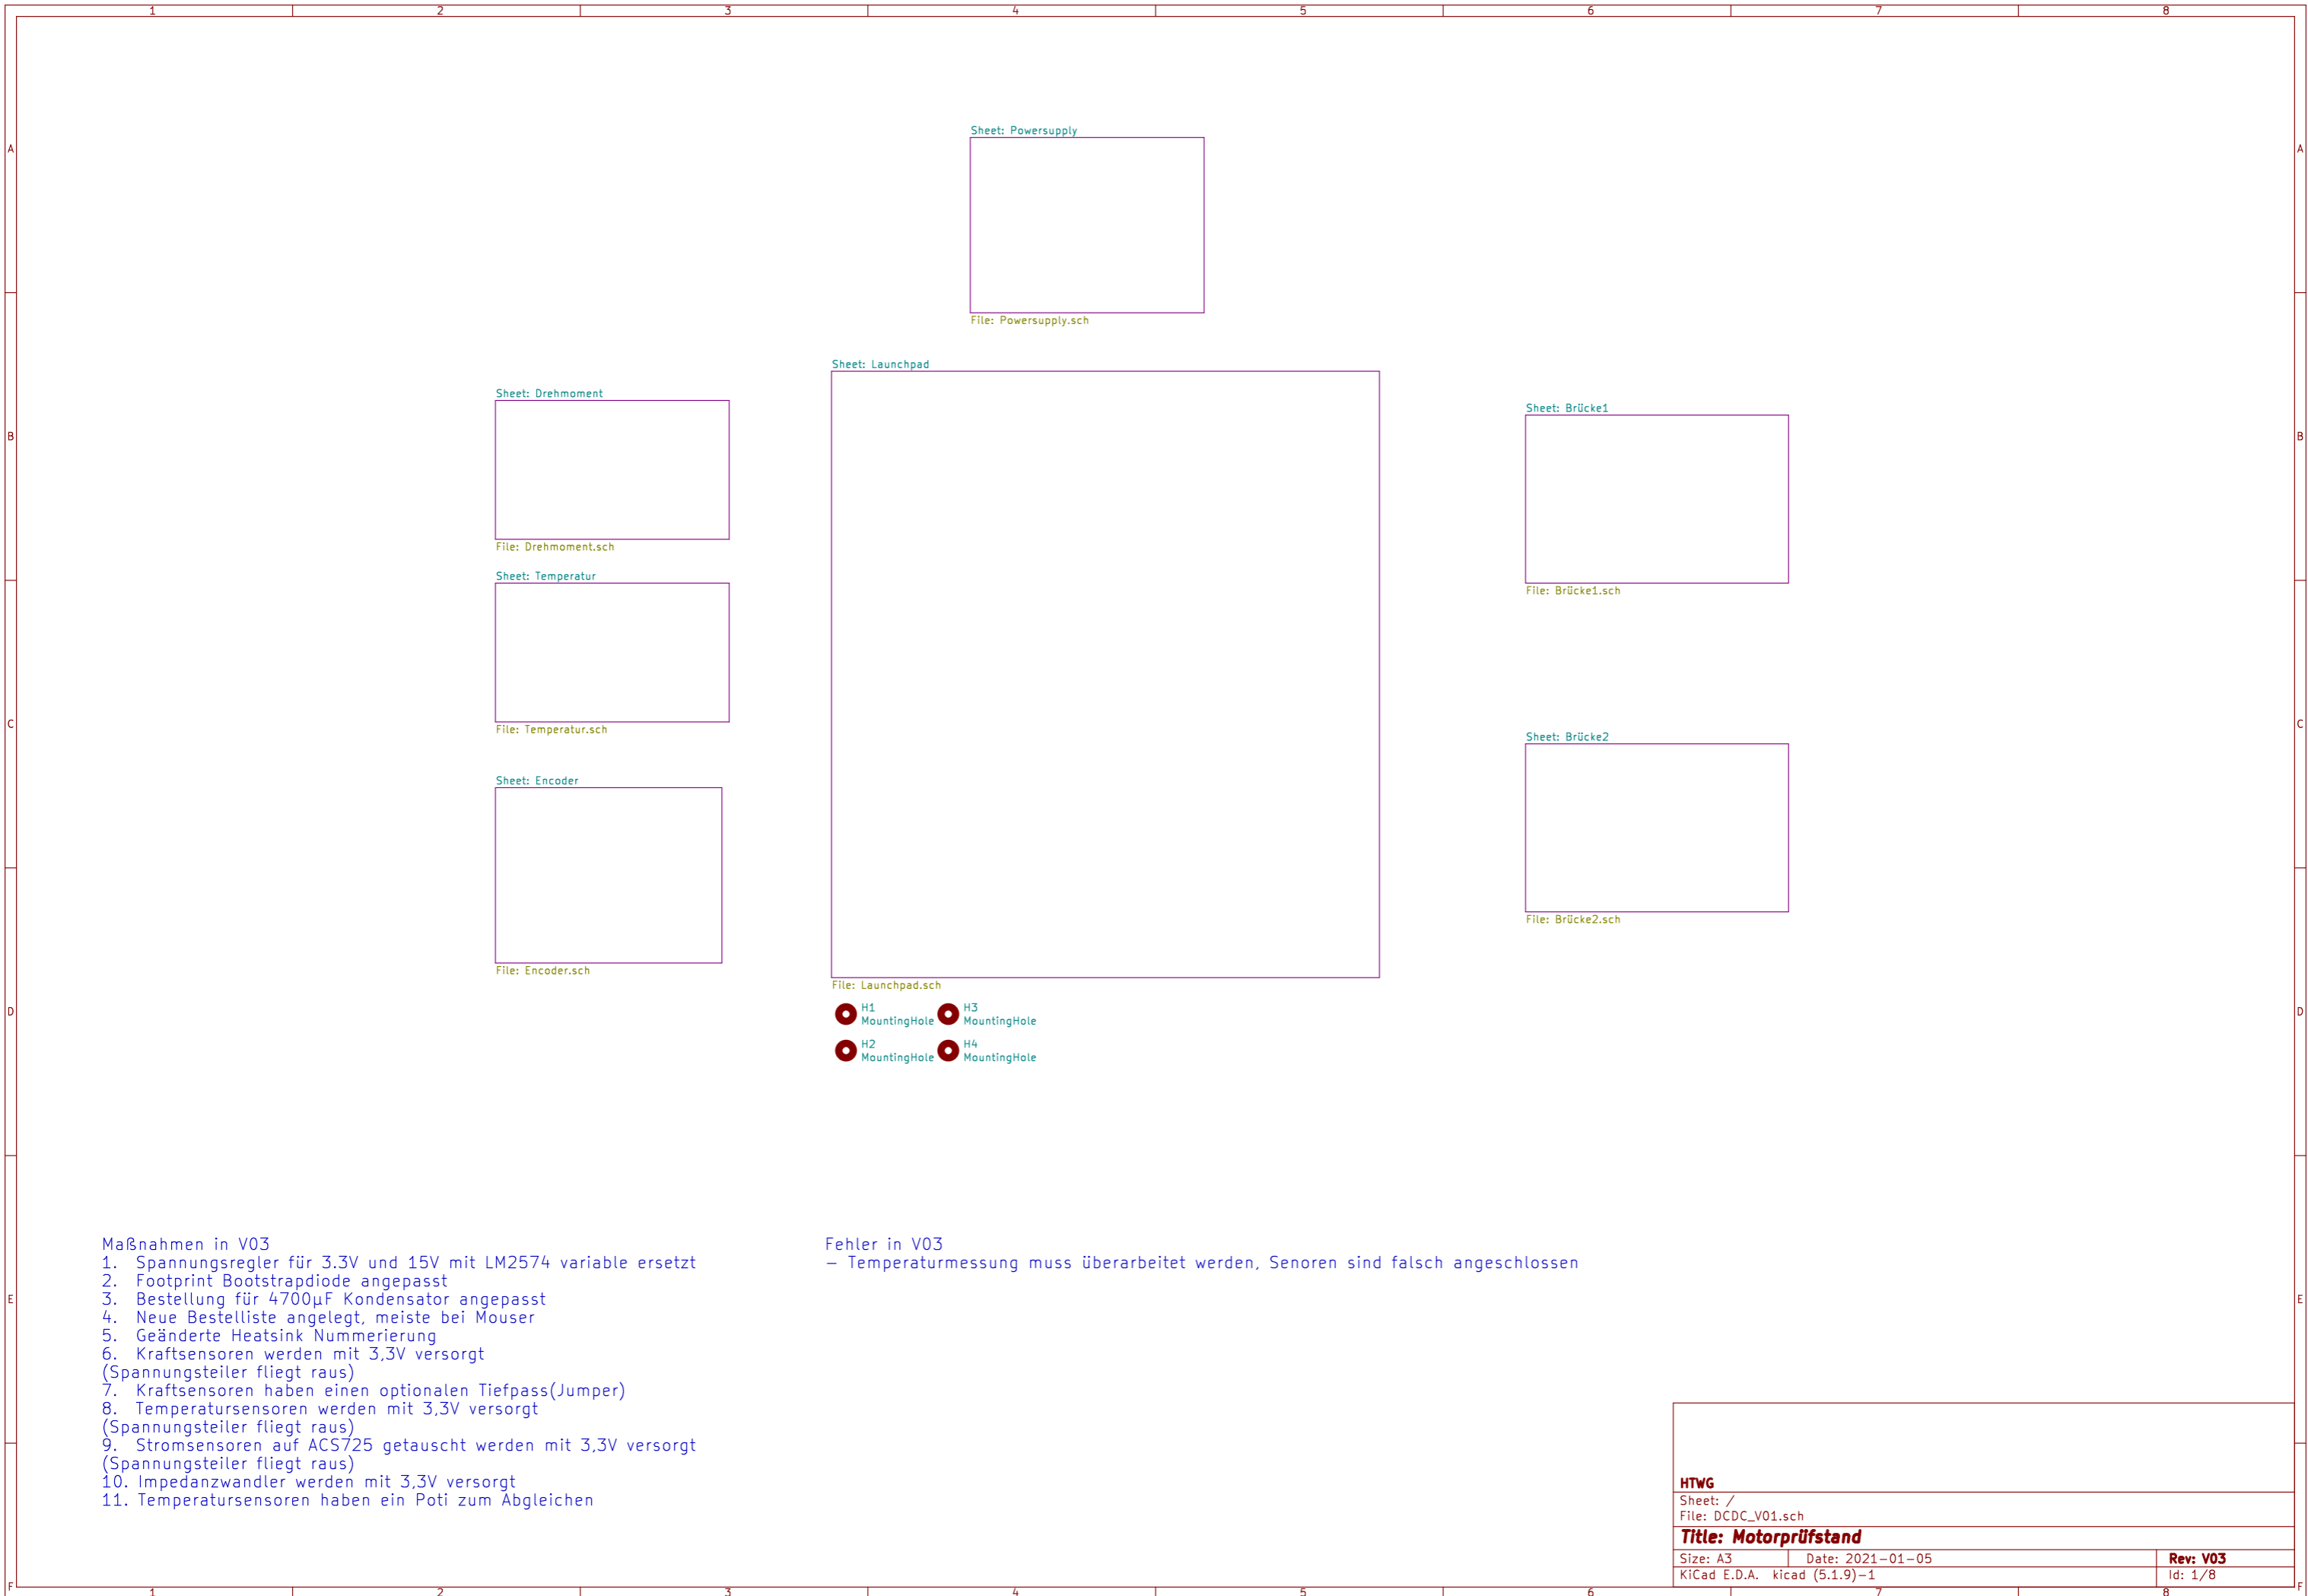 1 2 3 4 5 6 7 8
A A
Sheet: Powersupply
File: Powersupply.sch
Sheet: Launchpad
File: Launchpad.sch
Sheet: Drehmoment
File: Drehmoment.sch
Sheet: Temperatur
File: Temperatur.sch
Sheet: Encoder
File: Encoder.sch
Sheet: Brücke1
File: Brücke1.sch
Sheet: Brücke2
File: Brücke2.sch
B B
C C
D D
H1
MountingHole
H3
MountingHole
H2
MountingHole
H4
MountingHole
E E
Maßnahmen in V03
1. Spannungsregler für 3.3V und 15V mit LM2574 variable ersetzt
2. Footprint Bootstrapdiode angepasst
3. Bestellung für 4700µF Kondensator angepasst
4. Neue Bestelliste angelegt, meiste bei Mouser
5. Geänderte Heatsink Nummerierung
6. Kraftsensoren werden mit 3,3V versorgt
(Spannungsteiler fliegt raus)
7. Kraftsensoren haben einen optionalen Tiefpass(Jumper)
8. Temperatursensoren werden mit 3,3V versorgt
(Spannungsteiler fliegt raus)
9. Stromsensoren auf ACS725 getauscht werden mit 3,3V versorgt
(Spannungsteiler fliegt raus)
10. Impedanzwandler werden mit 3,3V versorgt
11. Temperatursensoren haben ein Poti zum Abgleichen
Fehler in V03
- Temperaturmessung muss überarbeitet werden, Senoren sind falsch angeschlossen
HTWG
Sheet: /
File: DCDC_V01.sch
Title: Motorprüfstand
Size: A3 Date: 2021-01-05 Rev: V03
KiCad E.D.A. kicad (5.1.9)-1 Id: 1/8
F F
1 2 3 4 5 6 7 8